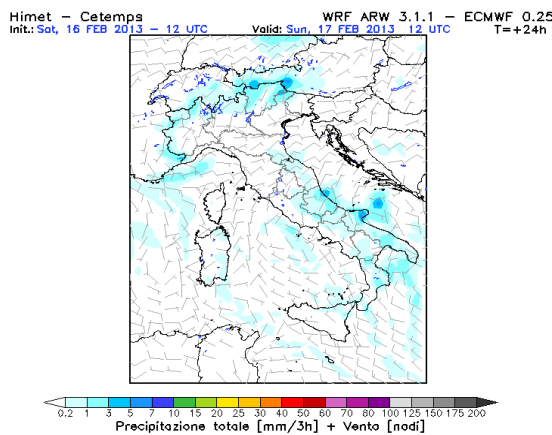 Himet - Cetemps WRF ARW 3.1.1 - ECMWF 0.25
Init.: Sat, 16 FEB 2013 - 12 UTC Valid: Sun, 17 FEB 2013 12 UTC T=+24h
0.2 1 3 5 7 10 15 20 25 30 40 50 60 70 80 100 125 150 175 200
Precipitazione totale [mm/3h] + Vento [nodi]